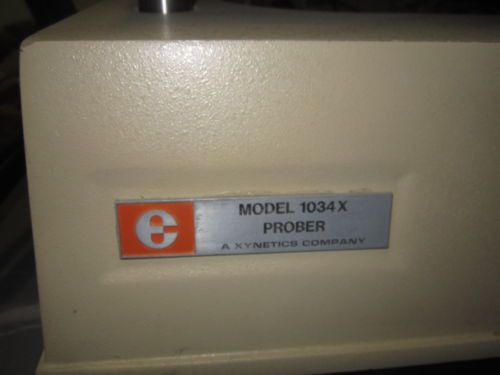 e
MODEL 1034X
PROBER
A XYNETICS COMPANY